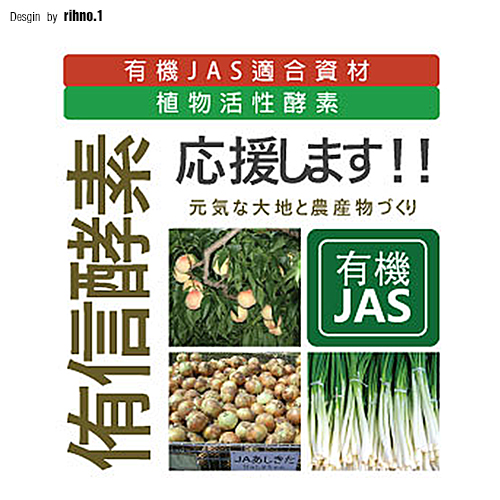 Desgin by rihno.1
有機JAS適合資材
植物活性酵素
侑信酵素
応援します!!
元気な大地と農産物づくり
有機
JAS
JAあしきた